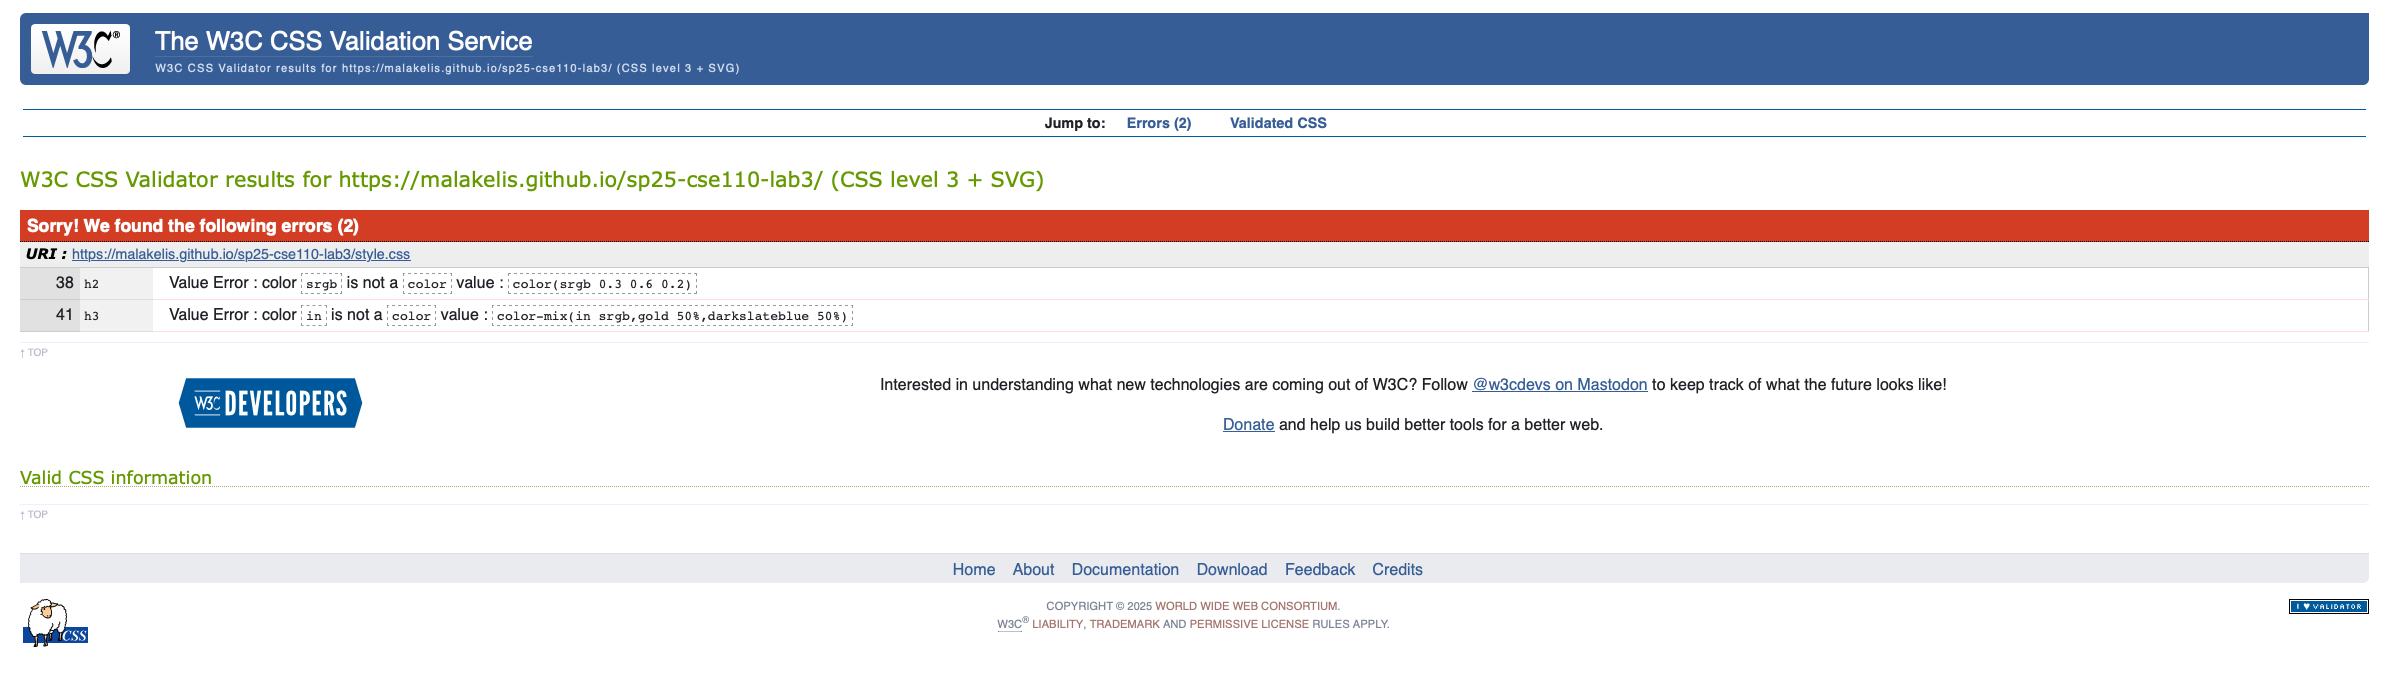 W3C®
The W3C CSS Validation Service
W3C CSS Validator results for https://malakelis.github.io/sp25-cse110-lab3/ (CSS level 3 + SVG)
Jump to: Errors (2) Validated CSS
W3C CSS Validator results for https://malakelis.github.io/sp25-cse110-lab3/ (CSS level 3 + SVG)
Sorry! We found the following errors (2)
URI : https://malakelis.github.io/sp25-cse110-lab3/style.css
38 h2 Value Error : color srgb is not a color value : color(srgb 0.3 0.6 0.2)
41 h3 Value Error : color in is not a color value : color-mix(in srgb,gold 50%,darkslateblue 50%)
↑ TOP
W3C DEVELOPERS
Interested in understanding what new technologies are coming out of W3C? Follow @w3cdevs on Mastodon to keep track of what the future looks like!
Donate and help us build better tools for a better web.
Valid CSS information
↑ TOP
Home About Documentation Download Feedback Credits
CSS
COPYRIGHT © 2025 WORLD WIDE WEB CONSORTIUM.
W3C® LIABILITY, TRADEMARK AND PERMISSIVE LICENSE RULES APPLY.
I ♥ VALIDATOR